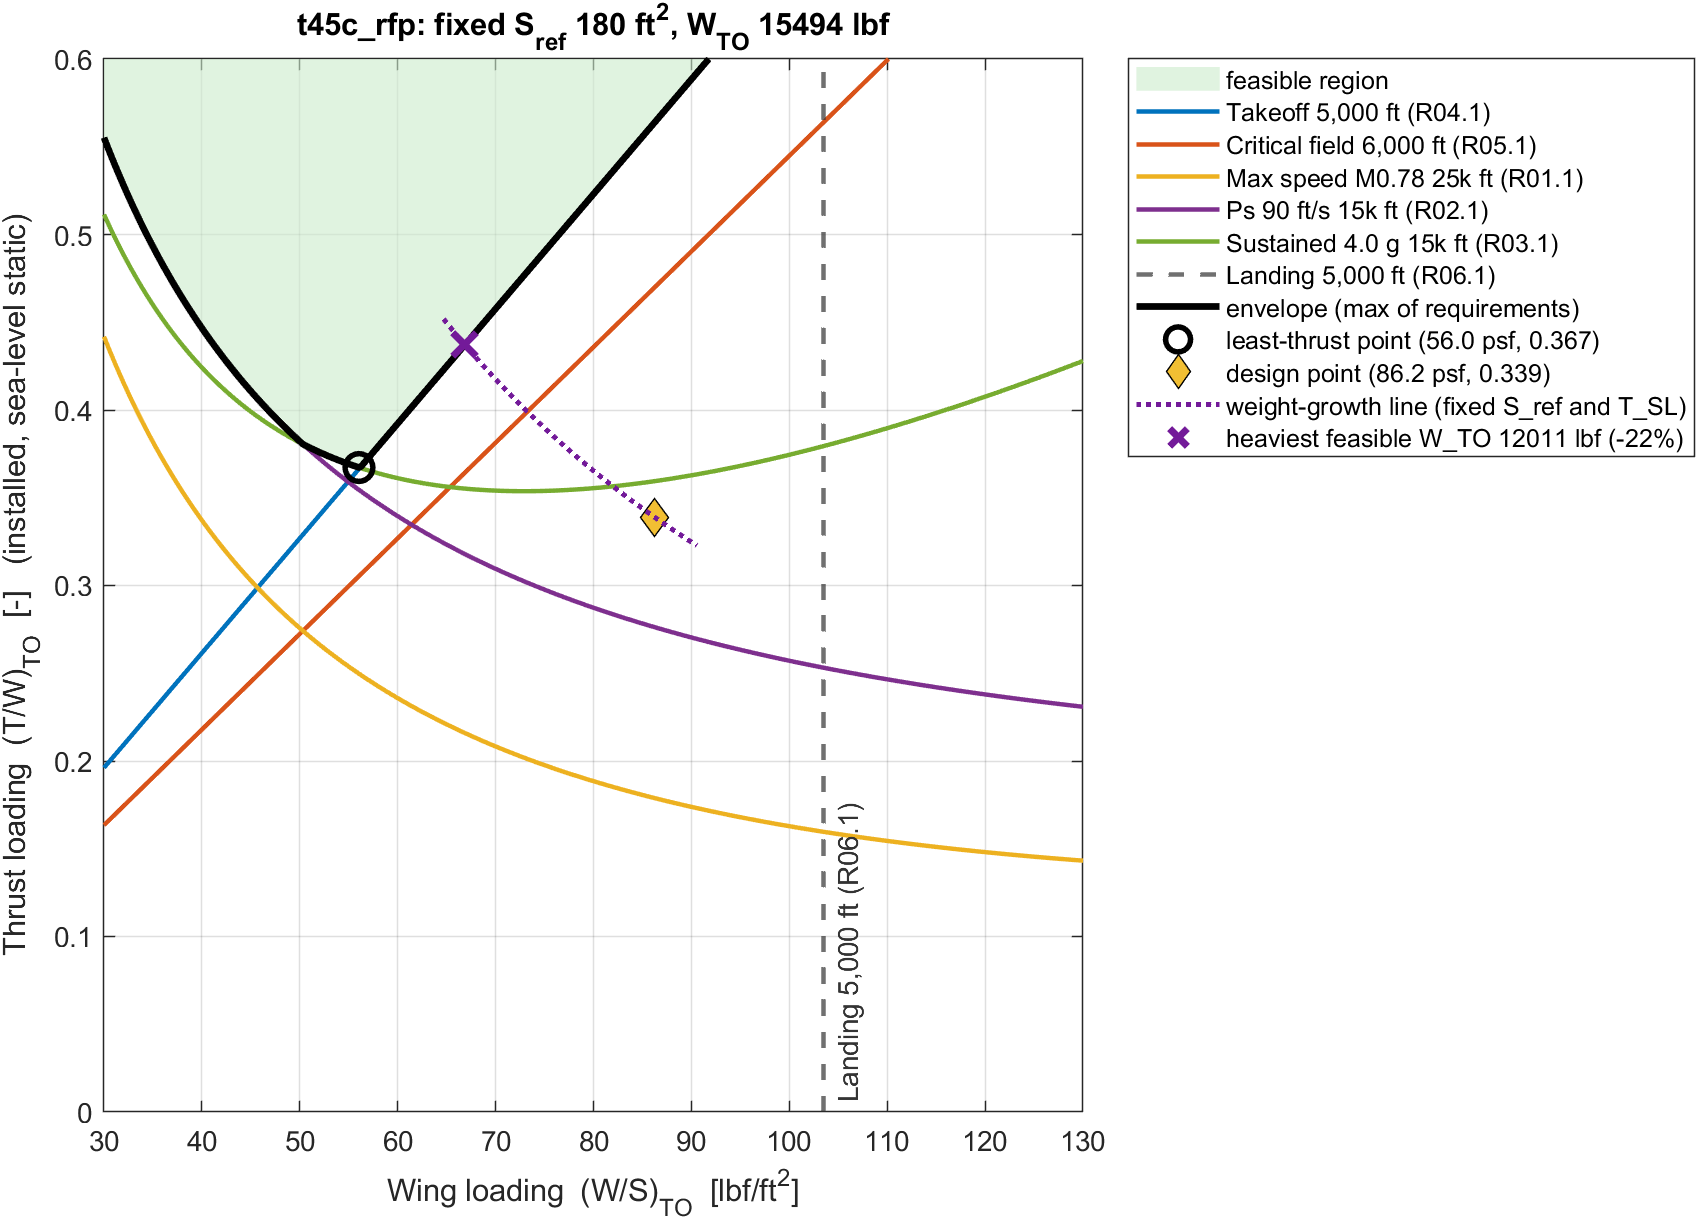 t45c_rfp: fixed S_ref 180 ft², W_TO 15494 lbf
0.6
0.5
0.4
0.3
0.2
0.1
0
Thrust loading (T/W)_TO [-] (installed, sea-level static)
30 40 50 60 70 80 90 100 110 120 130
Wing loading (W/S)_TO [lbf/ft²]
Landing 5,000 ft (R06.1)
feasible region
Takeoff 5,000 ft (R04.1)
Critical field 6,000 ft (R05.1)
Max speed M0.78 25k ft (R01.1)
Ps 90 ft/s 15k ft (R02.1)
Sustained 4.0 g 15k ft (R03.1)
Landing 5,000 ft (R06.1)
envelope (max of requirements)
least-thrust point (56.0 psf, 0.367)
design point (86.2 psf, 0.339)
weight-growth line (fixed S_ref and T_SL)
heaviest feasible W_TO 12011 lbf (-22%)